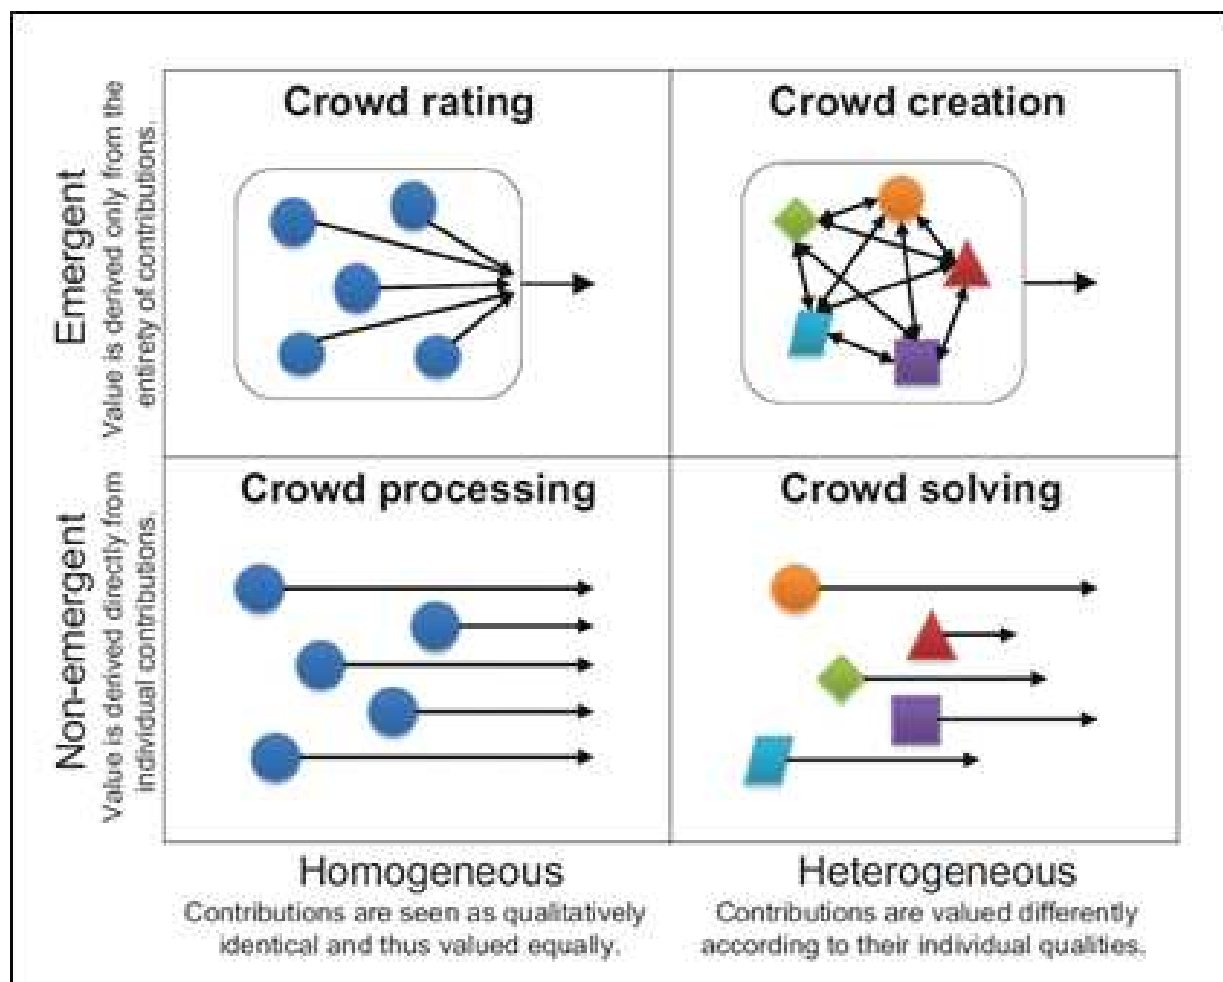 Crowd rating
Crowd creation
Emergent
Value is derived only from the
entirety of contributions.
Crowd processing
Crowd solving
Non-emergent
Value is derived directly from
individual contributions.
Homogeneous
Contributions are seen as qualitatively
identical and thus valued equally.
Heterogeneous
Contributions are valued differently
according to their individual qualities.